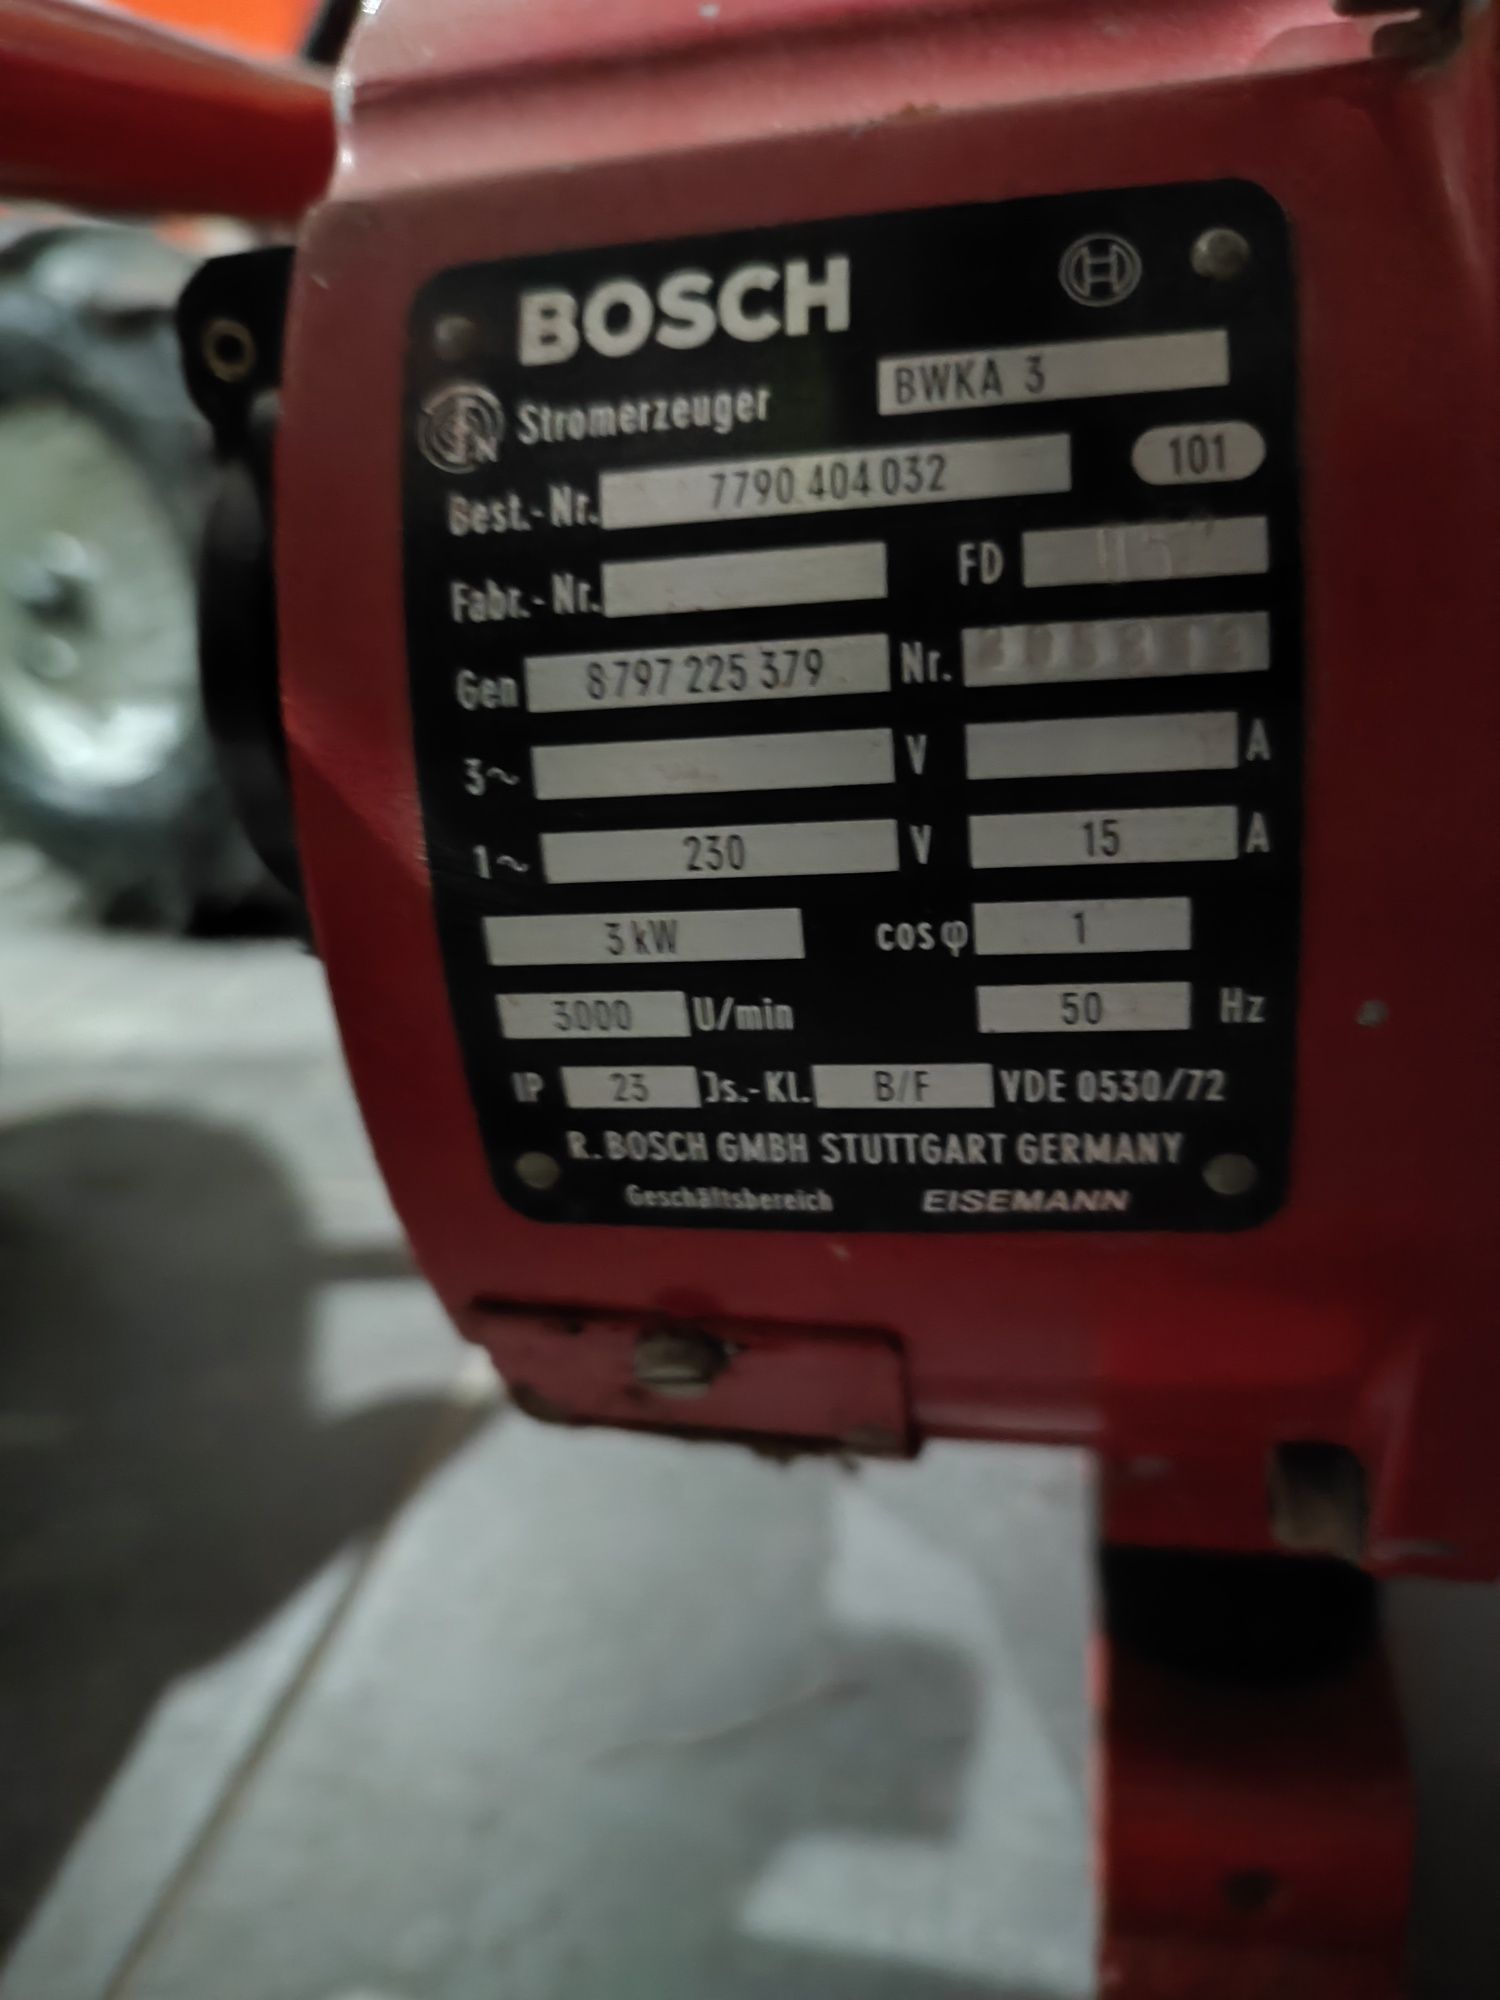 BOSCH
Stromerzeuger BWKA 3
Best.-Nr. 7790 404 032 101
Fabr.-Nr. FD
Gen 8797 225 379 Nr.
3~ V A
1~ 230 V 15 A
3 kW cos φ 1
3000 U/min 50 Hz
IP 23 Js.-Kl. B/F VDE 0530/72
R. BOSCH GMBH STUTTGART GERMANY
Geschäftsbereich EISEMANN